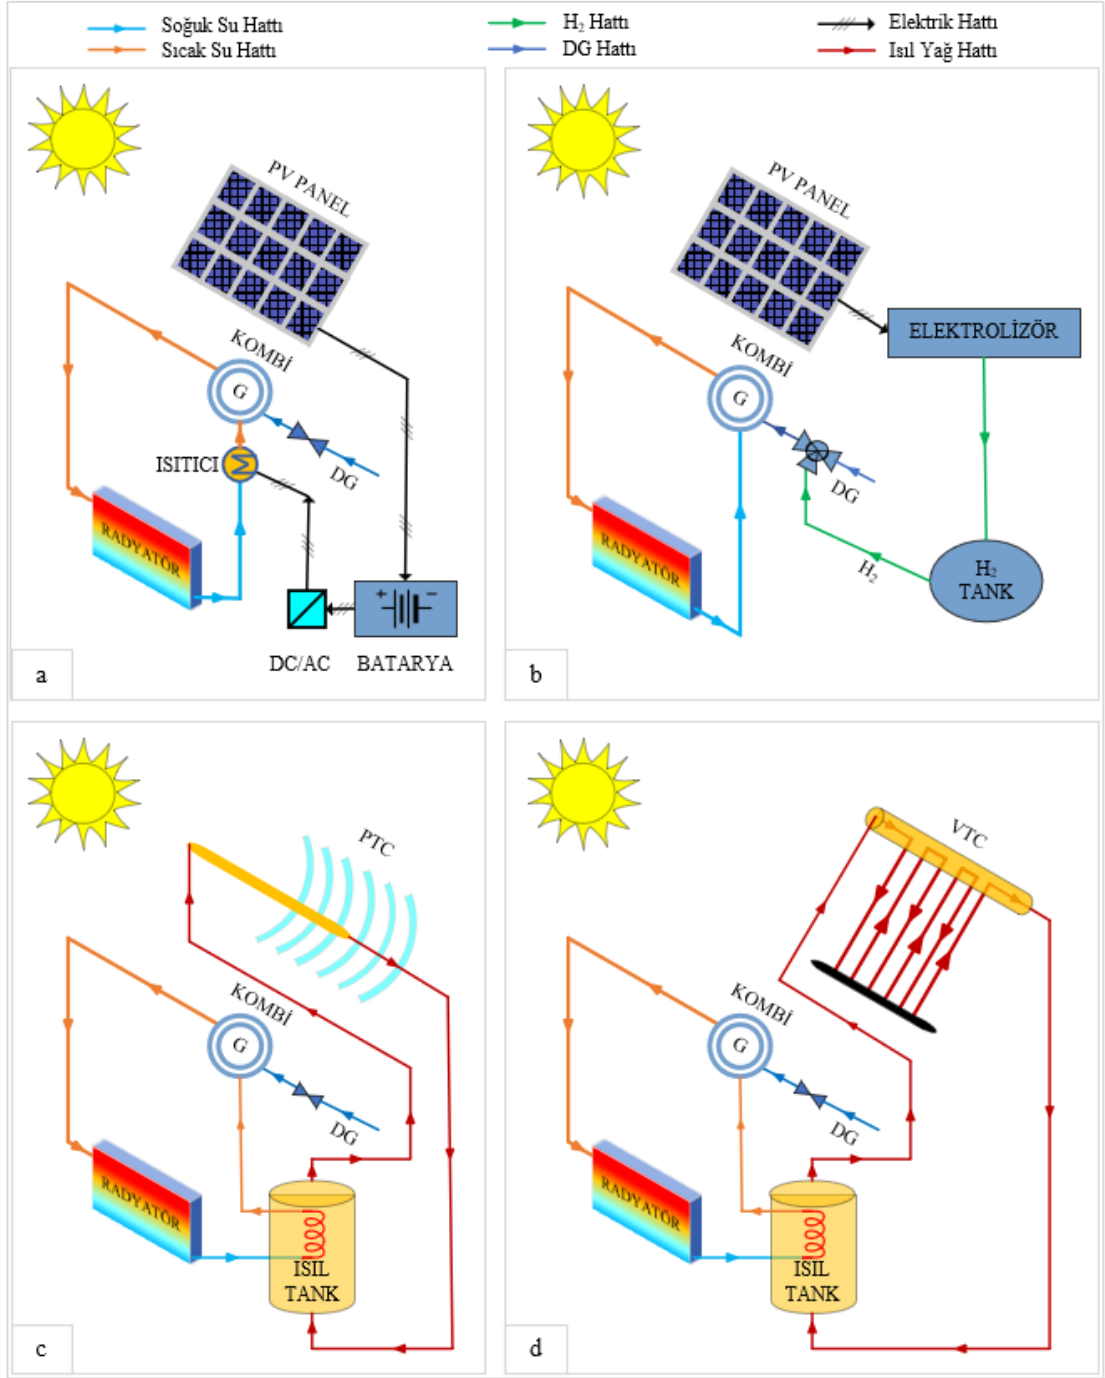 Soğuk Su Hattı
Sıcak Su Hattı
H₂ Hattı
DG Hattı
Elektrik Hattı
Isıl Yağ Hattı
PV PANEL
KOMBİ
G
ISITICI
DG
RADYATÖR
+ −
DC/AC
BATARYA
a
PV PANEL
ELEKTROLİZÖR
KOMBİ
G
DG
RADYATÖR
H₂
H₂
TANK
b
PTC
KOMBİ
G
DG
RADYATÖR
ISIL
TANK
c
VTC
KOMBİ
G
DG
RADYATÖR
ISIL
TANK
d